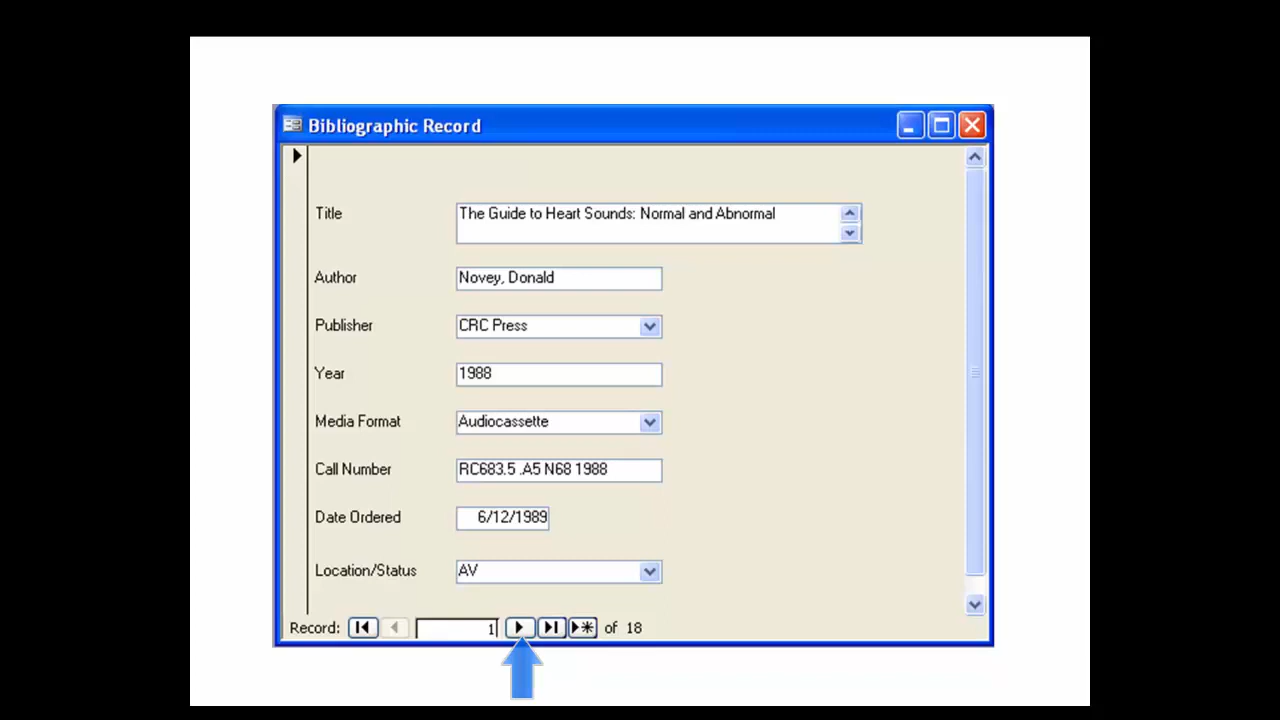 Bibliographic Record
Title The Guide to Heart Sounds: Normal and Abnormal
Author Novey, Donald
Publisher CRC Press
Year 1988
Media Format Audiocassette
Call Number RC683.5 .A5 N68 1988
Date Ordered 6/12/1989
Location/Status AV
Record: 1 of 18